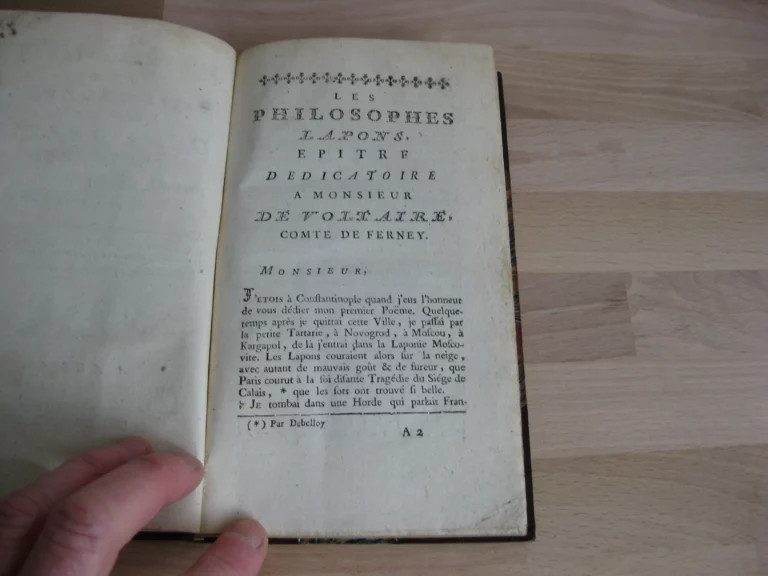 LES
PHILOSOPHES
LAPONS,
EPITRE
DEDICATOIRE
A MONSIEUR
DE VOLTAIRE,
COMTE DE FERNEY.
MONSIEUR,
J'ETOIS à Constantinople quand j'eus l'honneur
de vous dédier mon premier Poëme. Quelque-
temps après je quittai cette Ville, je passai par
la petite Tartarie, à Novogrod, à Moscou, à
Kargapol, de là j'entrai dans la Laponie Mosco-
vite. Les Lapons couraient alors sur la neige,
avec autant de mauvais goût & de fureur, que
Paris courut à la soi disante Tragédie du Siége de
Calais, * que les sots ont trouvé si belle.
JE tombai dans une Horde qui parlait Fran-
(*) Par Debelloy
A 2